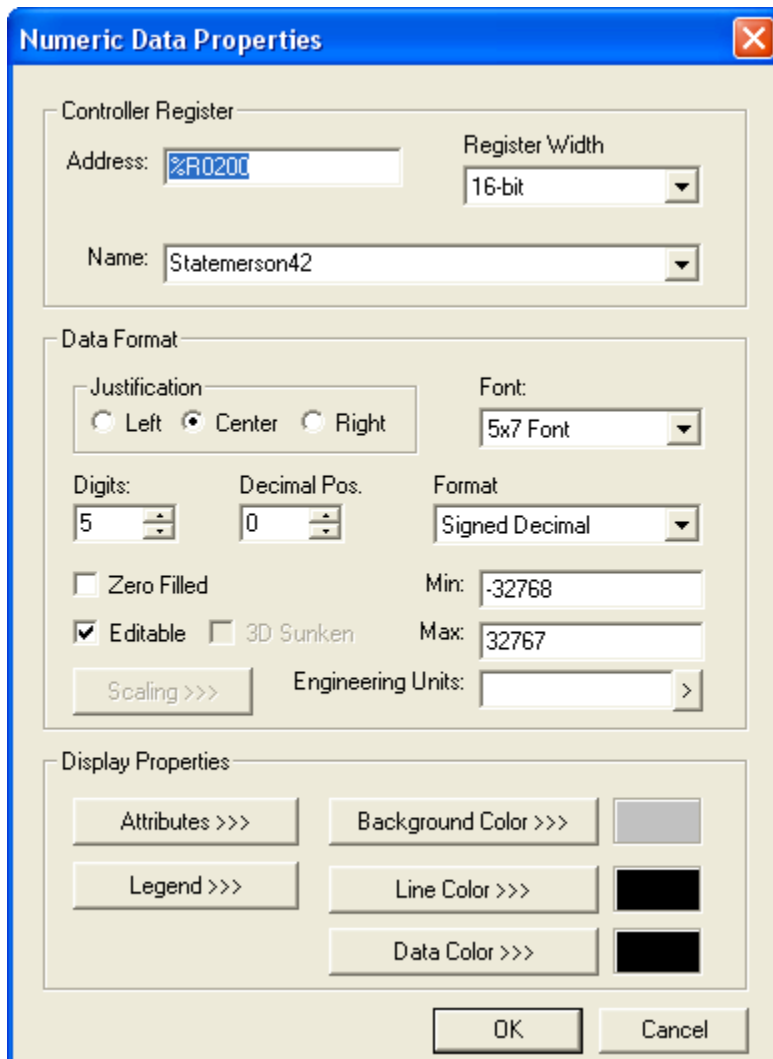 Numeric Data Properties
Controller Register
Address: %R0200
Register Width
16-bit
Name: Statemerson42
Data Format
Justification
Left Center Right
Font:
5x7 Font
Digits: Decimal Pos. Format
5 0 Signed Decimal
Zero Filled Min: -32768
Editable 3D Sunken Max: 32767
Scaling >>> Engineering Units: >
Display Properties
Attributes >>> Background Color >>>
Legend >>> Line Color >>>
Data Color >>>
OK Cancel